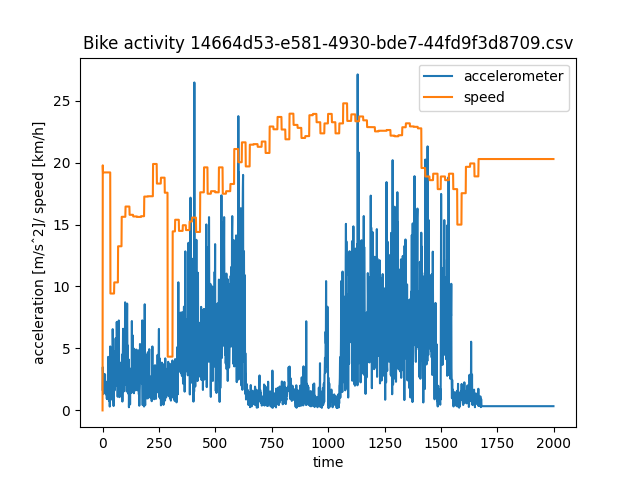 Bike activity 14664d53-e581-4930-bde7-44fd9f3d8709.csv
accelerometer
speed
acceleration [m/s^2]/ speed [km/h]
25
20
15
10
5
0
0 250 500 750 1000 1250 1500 1750 2000
time